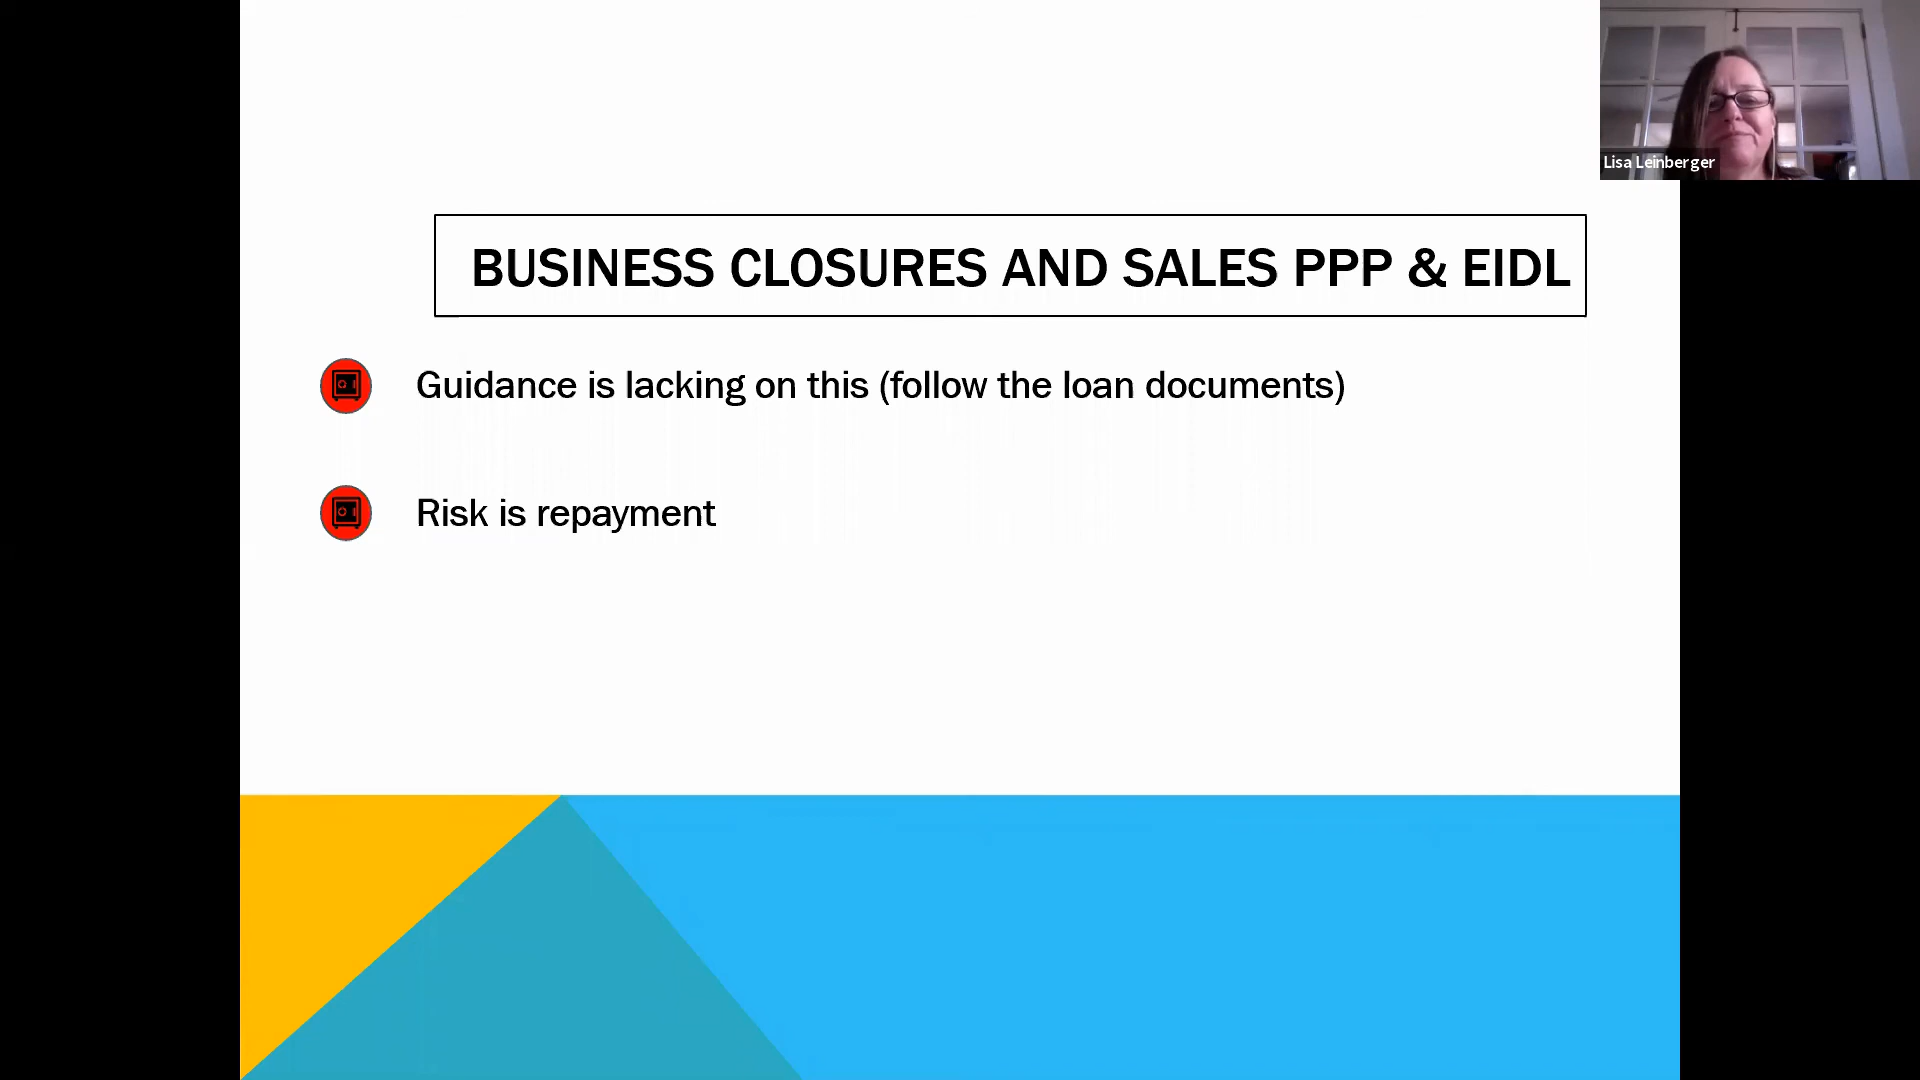 Lisa Leinberger
BUSINESS CLOSURES AND SALES PPP & EIDL
Guidance is lacking on this (follow the loan documents)
Risk is repayment